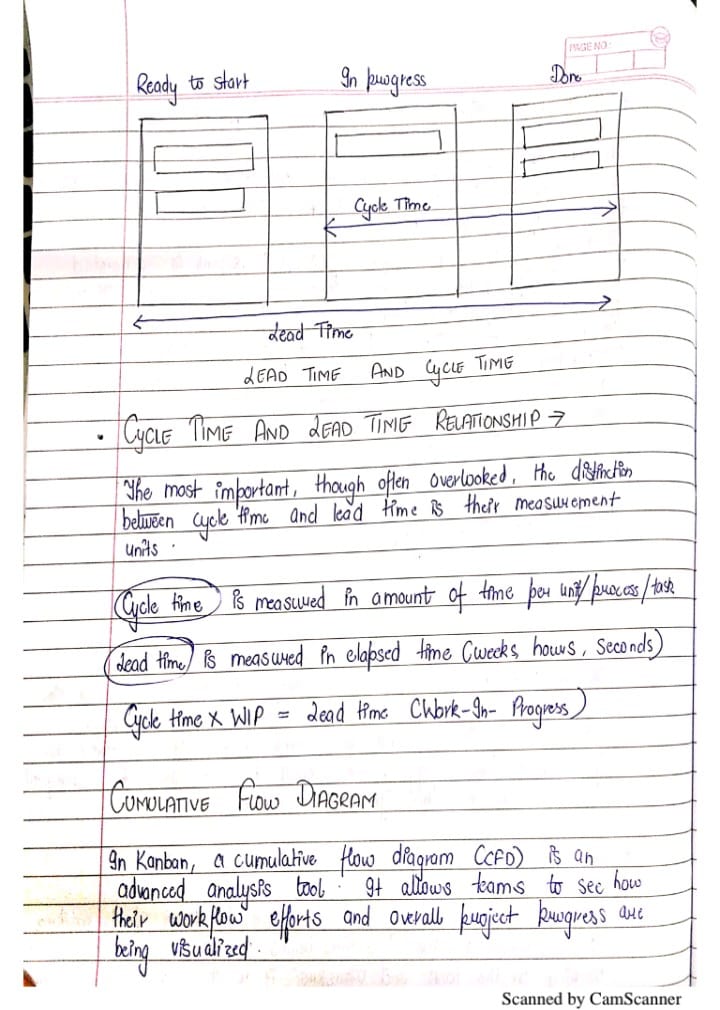 PAGE NO:
Ready to start
In progress
Done
Cycle Time
Lead Time
LEAD TIME AND CYCLE TIME
• CYCLE TIME AND LEAD TIME RELATIONSHIP →
The most important, though often overlooked, the distinction
between cycle time and lead time is their measurement
units.
Cycle time is measured in amount of time per unit/process/task
Lead time is measured in elapsed time (weeks, hours, seconds)
Cycle time X WIP = Lead time (Work-In-Progress)
CUMULATIVE FLOW DIAGRAM
In Kanban, a cumulative flow diagram (CFD) is an
advanced analysis tool. It allows teams to see how
their workflow efforts and overall project progress are
being visualized.
Scanned by CamScanner